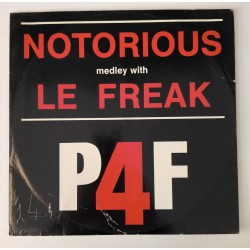 NOTORIOUS
medley with
LE FREAK
P4F